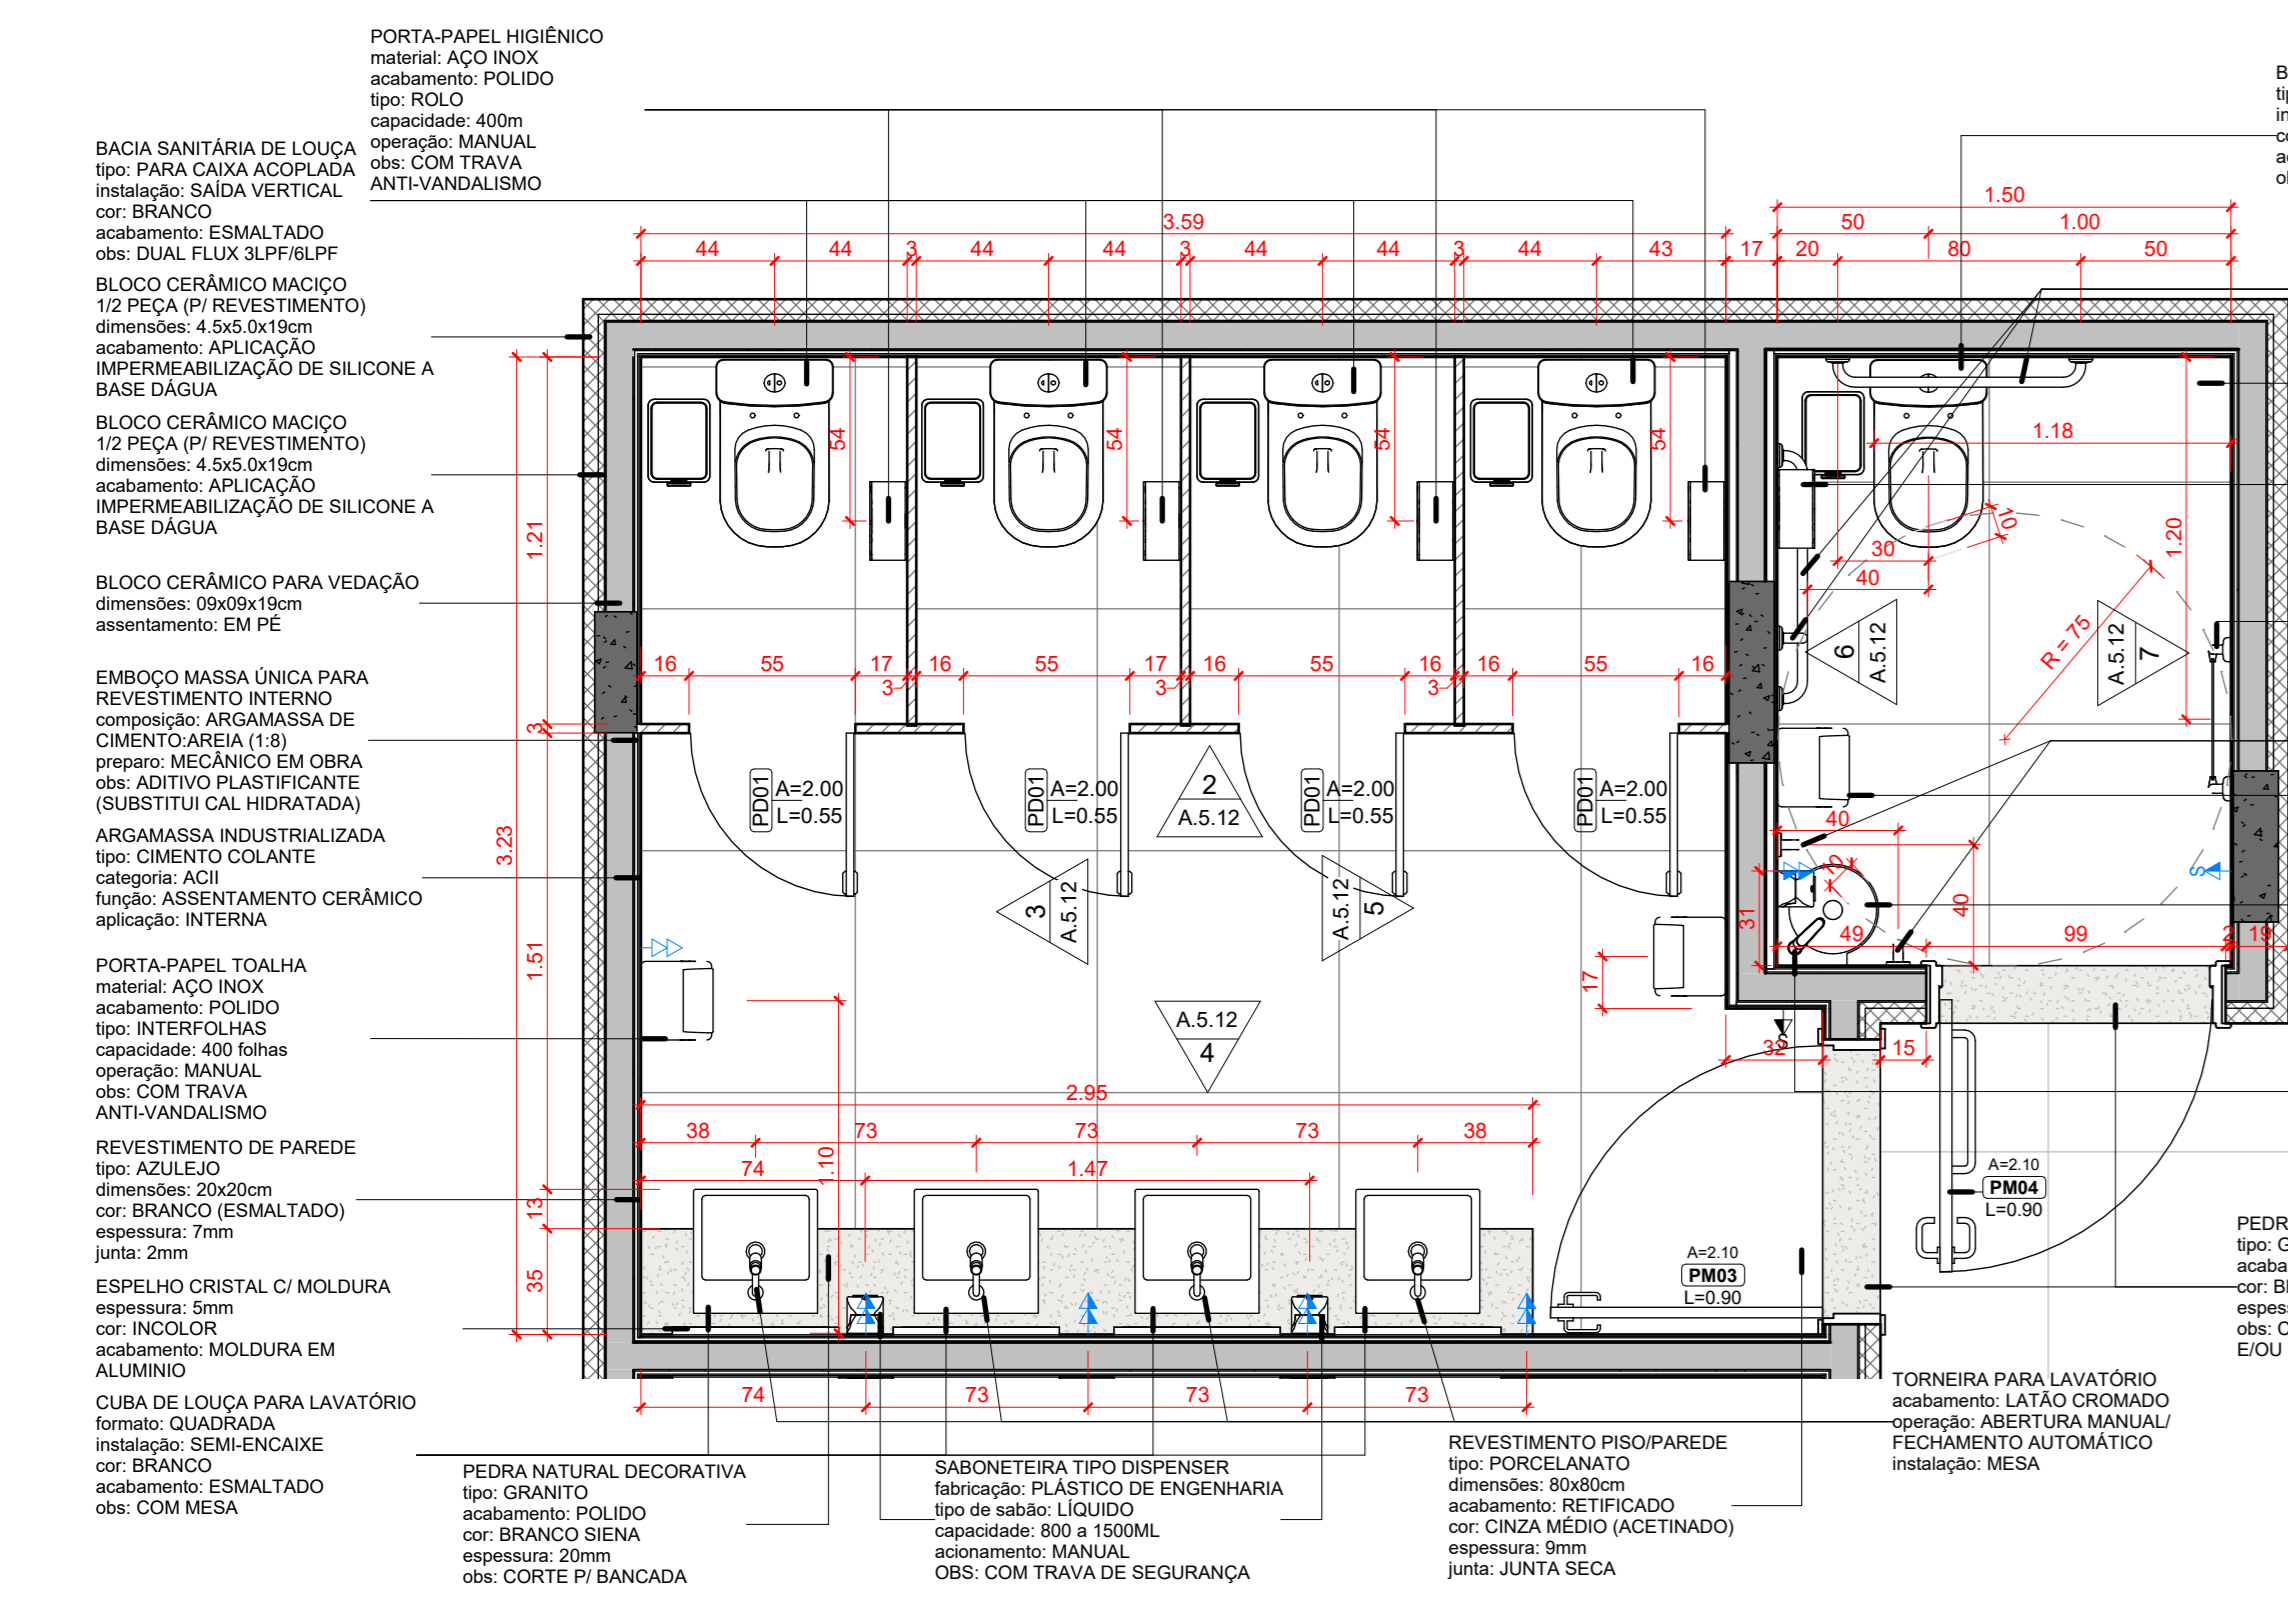 PORTA-PAPEL HIGIÊNICO
material: AÇO INOX
acabamento: POLIDO
tipo: ROLO
capacidade: 400m
operação: MANUAL
obs: COM TRAVA
ANTI-VANDALISMO
BACIA SANITÁRIA DE LOUÇA
tipo: PARA CAIXA ACOPLADA
instalação: SAÍDA VERTICAL
cor: BRANCO
acabamento: ESMALTADO
obs: DUAL FLUX 3LPF/6LPF
BLOCO CERÂMICO MACIÇO
1/2 PEÇA (P/ REVESTIMENTO)
dimensões: 4.5x5.0x19cm
acabamento: APLICAÇÃO
IMPERMEABILIZAÇÃO DE SILICONE A
BASE DÁGUA
BLOCO CERÂMICO MACIÇO
1/2 PEÇA (P/ REVESTIMENTO)
dimensões: 4.5x5.0x19cm
acabamento: APLICAÇÃO
IMPERMEABILIZAÇÃO DE SILICONE A
BASE DÁGUA
BLOCO CERÂMICO PARA VEDAÇÃO
dimensões: 09x09x19cm
assentamento: EM PÉ
EMBOÇO MASSA ÚNICA PARA
REVESTIMENTO INTERNO
composição: ARGAMASSA DE
CIMENTO:AREIA (1:8)
preparo: MECÂNICO EM OBRA
obs: ADITIVO PLASTIFICANTE
(SUBSTITUI CAL HIDRATADA)
ARGAMASSA INDUSTRIALIZADA
tipo: CIMENTO COLANTE
categoria: ACII
função: ASSENTAMENTO CERÂMICO
aplicação: INTERNA
PORTA-PAPEL TOALHA
material: AÇO INOX
acabamento: POLIDO
tipo: INTERFOLHAS
capacidade: 400 folhas
operação: MANUAL
obs: COM TRAVA
ANTI-VANDALISMO
REVESTIMENTO DE PAREDE
tipo: AZULEJO
dimensões: 20x20cm
cor: BRANCO (ESMALTADO)
espessura: 7mm
junta: 2mm
ESPELHO CRISTAL C/ MOLDURA
espessura: 5mm
cor: INCOLOR
acabamento: MOLDURA EM
ALUMINIO
CUBA DE LOUÇA PARA LAVATÓRIO
formato: QUADRADA
instalação: SEMI-ENCAIXE
cor: BRANCO
acabamento: ESMALTADO
obs: COM MESA
1.50
3.59 50 1.00
44 44 3 44 44 3 44 44 3 44 43 17 20 80 50
54 54 54 54 1.18
1.21 10 1.20
30
40
16 55 17 16 55 17 16 55 16 16 55 16
3 3 3
6 A.5.12
A.5.12 7
R = 75
3
PD01 A=2.00 L=0.55
PD01 A=2.00 L=0.55
2
A.5.12
PD01 A=2.00 L=0.55
PD01 A=2.00 L=0.55
3.23
40
10
S
3 A.5.12
A.5.12 5
31 40
49 99 2 19
1.51
17
A.5.12
4
32 15
2.95
38 73 73 73 38
74 1.47
1.10
13
35
A=2.10
PM04
L=0.90
A=2.10
PM03
L=0.90
74 73 73 73
PEDRA NATURAL DECORATIVA
tipo: GRANITO
acabamento: POLIDO
cor: BRANCO SIENA
espessura: 20mm
obs: CORTE P/ BANCADA
SABONETEIRA TIPO DISPENSER
fabricação: PLÁSTICO DE ENGENHARIA
tipo de sabão: LÍQUIDO
capacidade: 800 a 1500ML
acionamento: MANUAL
OBS: COM TRAVA DE SEGURANÇA
REVESTIMENTO PISO/PAREDE
tipo: PORCELANATO
dimensões: 80x80cm
acabamento: RETIFICADO
cor: CINZA MÉDIO (ACETINADO)
espessura: 9mm
junta: JUNTA SECA
TORNEIRA PARA LAVATÓRIO
acabamento: LATÃO CROMADO
operação: ABERTURA MANUAL/
FECHAMENTO AUTOMÁTICO
instalação: MESA
PEDR
tipo: G
acaba
cor: B
espes
obs: C
E/OU